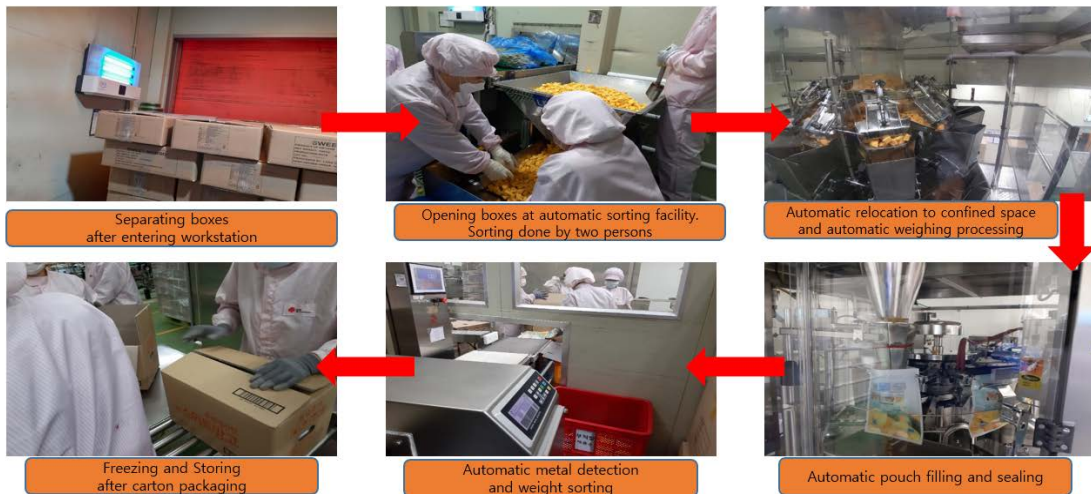 SWEE
Separating boxes
after entering workstation
Opening boxes at automatic sorting facility.
Sorting done by two persons
Automatic relocation to confined space
and automatic weighing processing
Automatic pouch filling and sealing
Automatic metal detection
and weight sorting
Freezing and Storing
after carton packaging